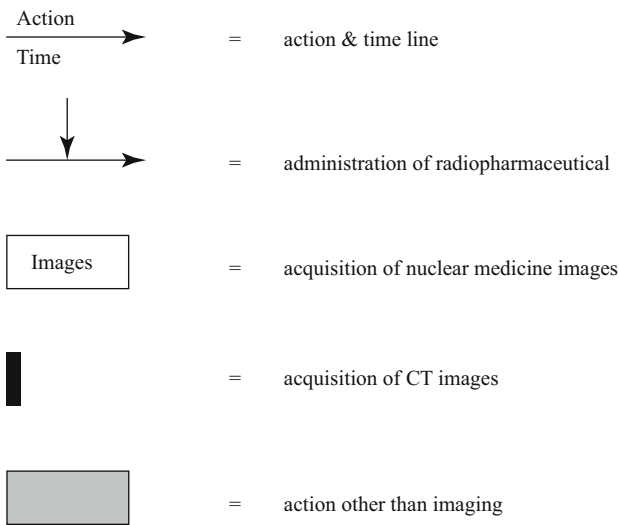 Action
Time
= action & time line
= administration of radiopharmaceutical
Images = acquisition of nuclear medicine images
= acquisition of CT images
= action other than imaging